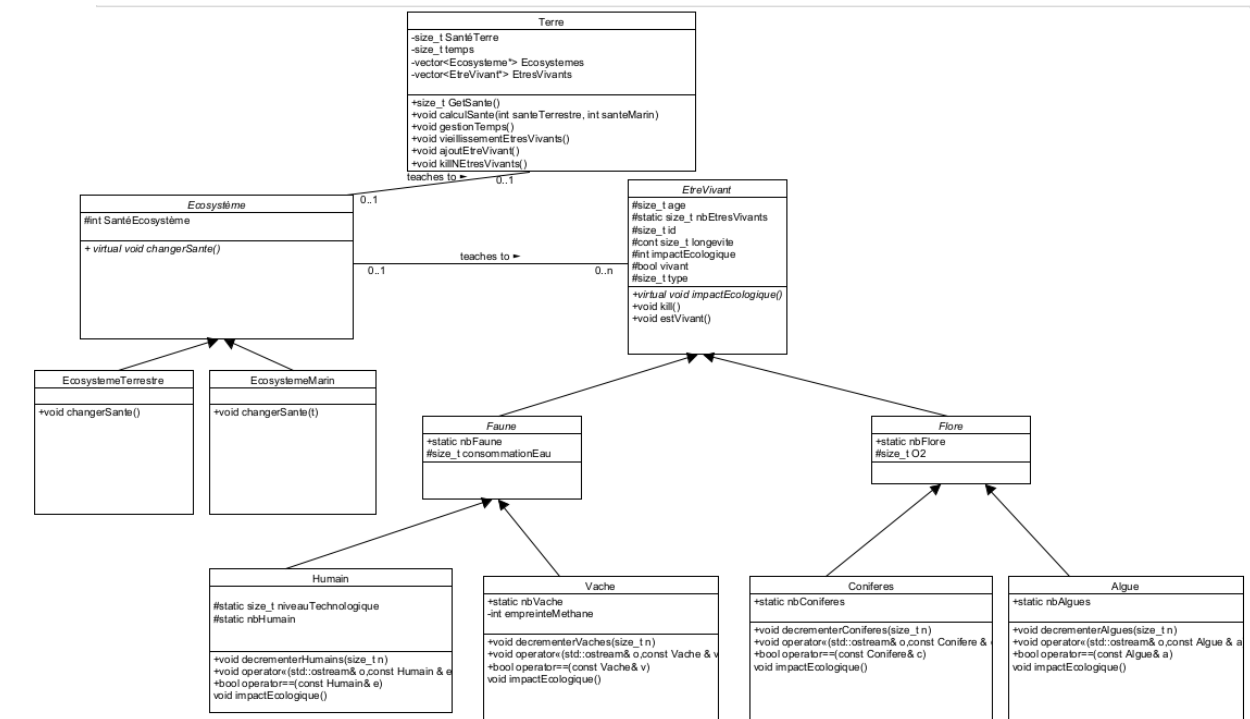 Terre
-size_t SantéTerre
-size_t temps
-vector<Ecosysteme*> Ecosystemes
-vector<EtreVivant*> EtresVivants
+size_t GetSante()
+void calculSante(int santeTerrestre, int santeMarin)
+void gestionTemps()
+void vieillissementEtresVivants()
+void ajoutEtreVivant()
+void killNEtresVivants()
teaches to ►
0..1
0..1
Ecosystéme
#int SantéEcosystème
+ virtual void changerSante()
EtreVivant
#size_t age
#static size_t nbEtresVivants
#size_t id
#cont size_t longevite
#int impactEcologique
#bool vivant
#size_t type
+virtual void impactEcologique()
+void kill()
+void estVivant()
teaches to ►
0..1
0..n
EcosystemeTerrestre
+void changerSante()
EcosystemeMarin
+void changerSante(t)
Faune
+static nbFaune
#size_t consommationEau
Flore
+static nbFlore
#size_t O2
Humain
#static size_t niveauTechnologique
#static nbHumain
+void decrementerHumains(size_t n)
+void operator«(std::ostream& o,const Humain & e
+bool operator==(const Humain& e)
void impactEcologique()
Vache
+static nbVache
-int empreinteMethane
+void decrementerVaches(size_t n)
+void operator«(std::ostream& o,const Vache & v
+bool operator==(const Vache& v)
void impactEcologique()
Coniferes
+static nbConiferes
+void decrementerConiferes(size_t n)
+void operator«(std::ostream& o,const Conifere &
+bool operator==(const Conifere& c)
void impactEcologique()
Algue
+static nbAlgues
+void decrementerAlgues(size_t n)
+void operator«(std::ostream& o,const Algue & a
+bool operator==(const Algue& a)
void impactEcologique()